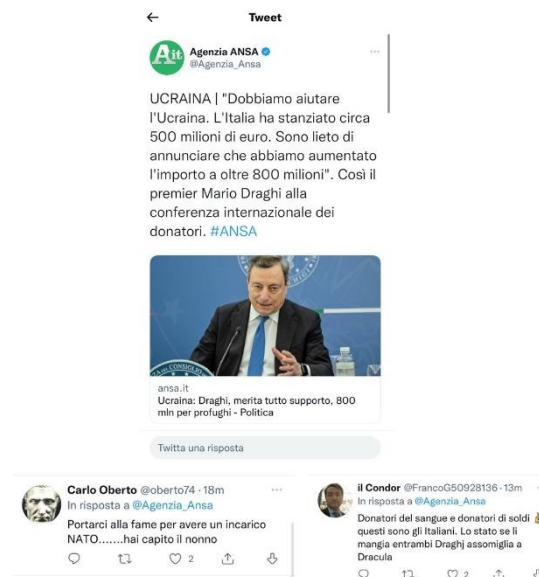 Tweet
Ait
Agenzia ANSA
@Agenzia_Ansa
UCRAINA | "Dobbiamo aiutare
l'Ucraina. L'Italia ha stanziato circa
500 milioni di euro. Sono lieto di
annunciare che abbiamo aumentato
l'importo a oltre 800 milioni". Così il
premier Mario Draghi alla
conferenza internazionale dei
donatori. #ANSA
ansa.it
Ucraina: Draghi, merita tutto supporto, 800
mln per profughi - Politica
Twitta una risposta
Carlo Oberto @oberto74 · 18m
In risposta a @Agenzia_Ansa
Portarci alla fame per avere un incarico
NATO.......hai capito il nonno
2
il Condor @FrancoG50928136 · 13m
In risposta a @Agenzia_Ansa
Donatori del sangue e donatori di soldi
questi sono gli Italiani. Lo stato se li
mangia entrambi Draghj assomiglia a
Dracula
2